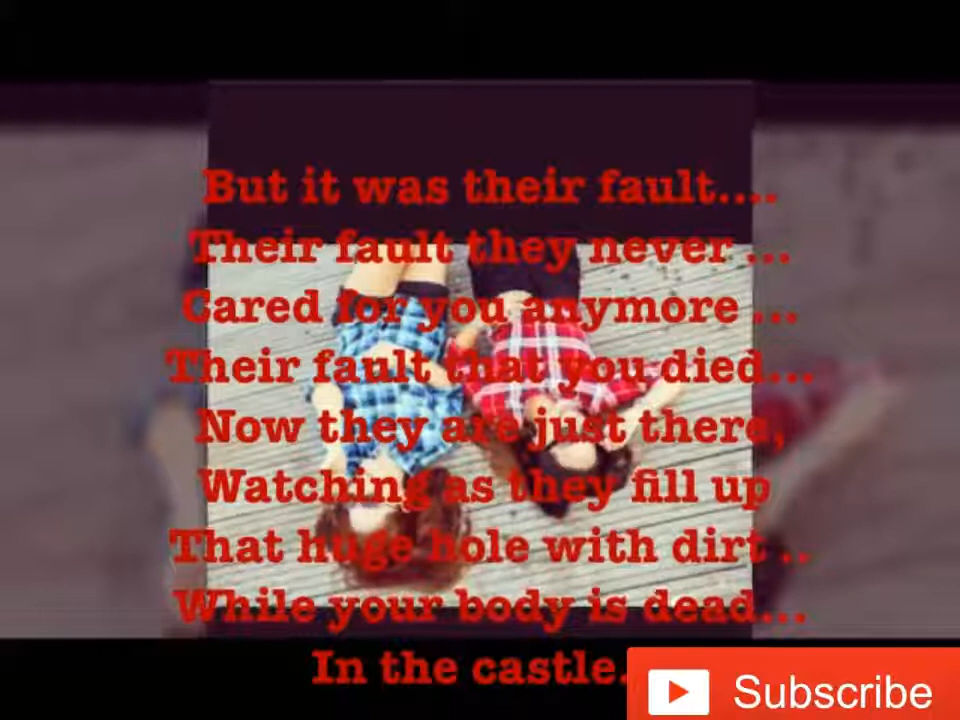 But it was their fault....
Their fault they never ...
Cared for you anymore ...
Their fault that you died...
Now they are just there,
Watching as they fill up
That huge hole with dirt ..
While your body is dead...
In the castle.
Subscribe